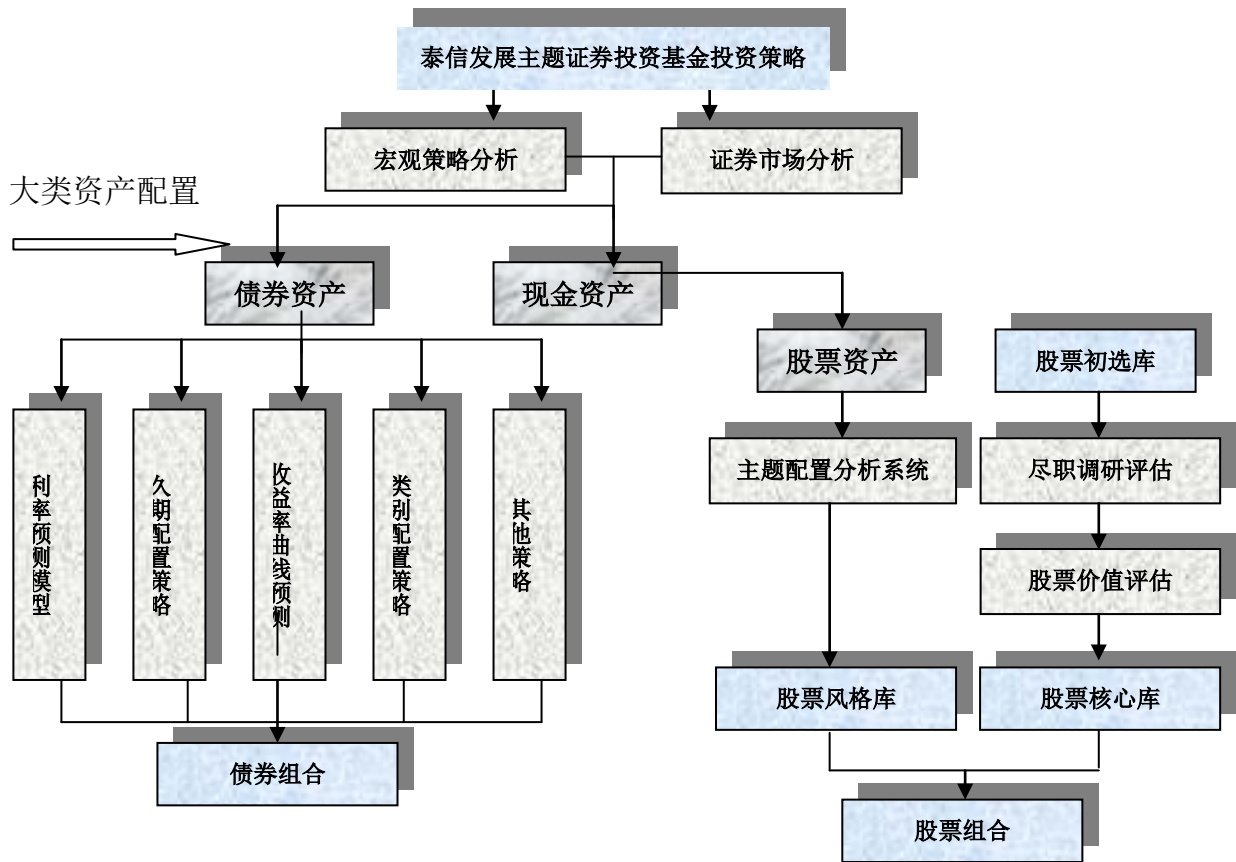 泰信发展主题证券投资基金投资策略
宏观策略分析
证券市场分析
大类资产配置
债券资产
现金资产
股票资产
股票初选库
利率预测模型
久期配置策略
收益率曲线预测
类别配置策略
其他策略
主题配置分析系统
尽职调研评估
股票价值评估
股票风格库
股票核心库
债券组合
股票组合